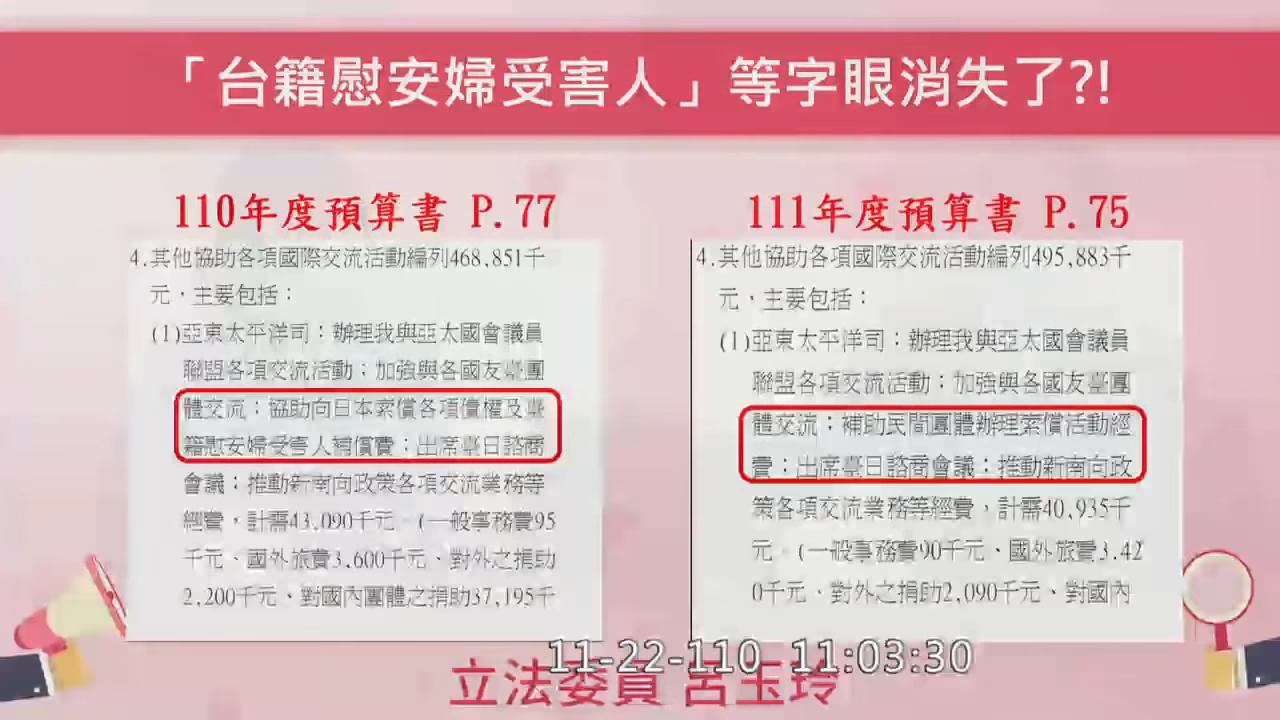 「台籍慰安婦受害人」等字眼消失了?!
110年度預算書 P.77
4.其他協助各項國際交流活動編列468,851千
元，主要包括：
(1)亞東太平洋司：辦理我與亞太國會議員
聯盟各項交流活動；加強與各國友臺團
體交流；協助向日本索償各項債權及臺
籍慰安婦受害人補償費；出席臺日諮商
會議；推動新南向政策各項交流業務等
經費，計需43,090千元。(一般事務費95
千元、國外旅費3,600千元、對外之捐助
2,200千元、對國內團體之捐助37,195千
111年度預算書 P.75
4.其他協助各項國際交流活動編列495,883千
元，主要包括：
(1)亞東太平洋司：辦理我與亞太國會議員
聯盟各項交流活動；加強與各國友臺團
體交流；補助民間團體辦理索償活動經
費；出席臺日諮商會議；推動新南向政
策各項交流業務等經費，計需40,935千
元。(一般事務費90千元、國外旅費3,42
0千元、對外之捐助2,090千元、對國內
11-22-110 11:03:30
立法委員 呂玉玲